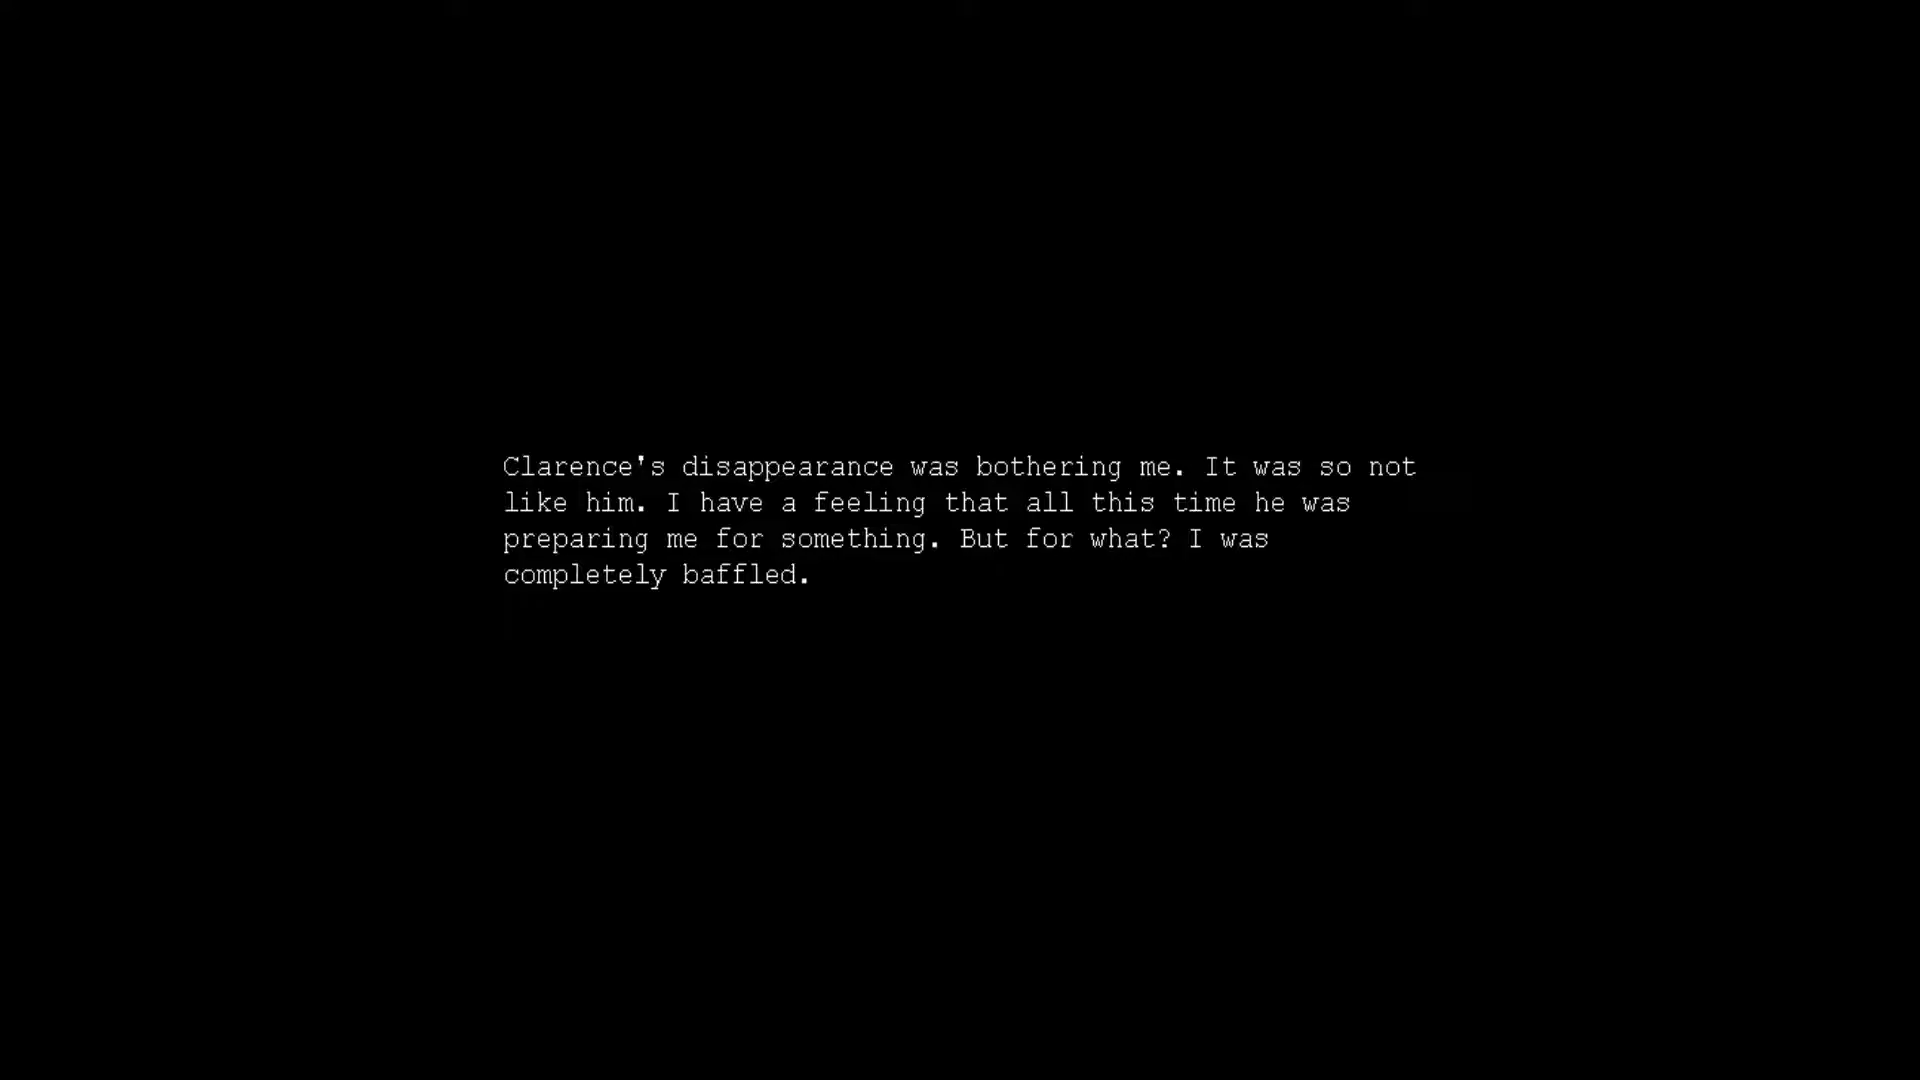 Clarence's disappearance was bothering me. It was so not
like him. I have a feeling that all this time he was
preparing me for something. But for what? I was
completely baffled.